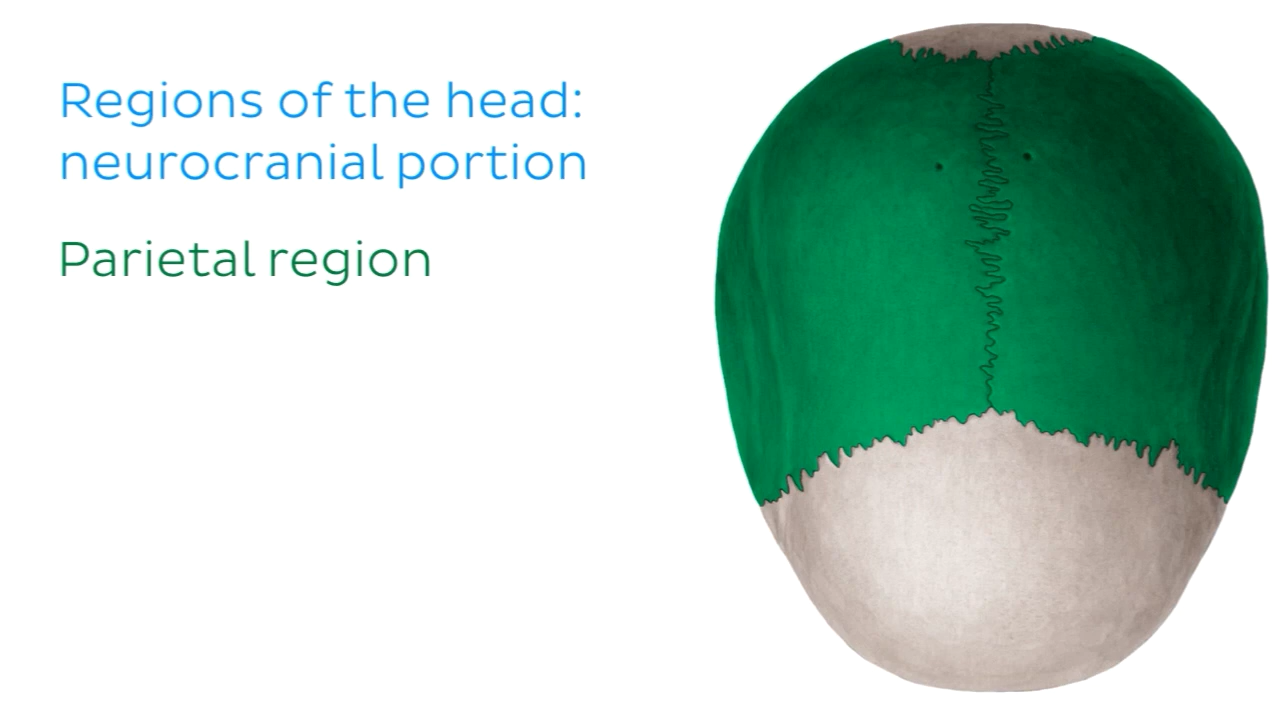 Regions of the head:
neurocranial portion
Parietal region